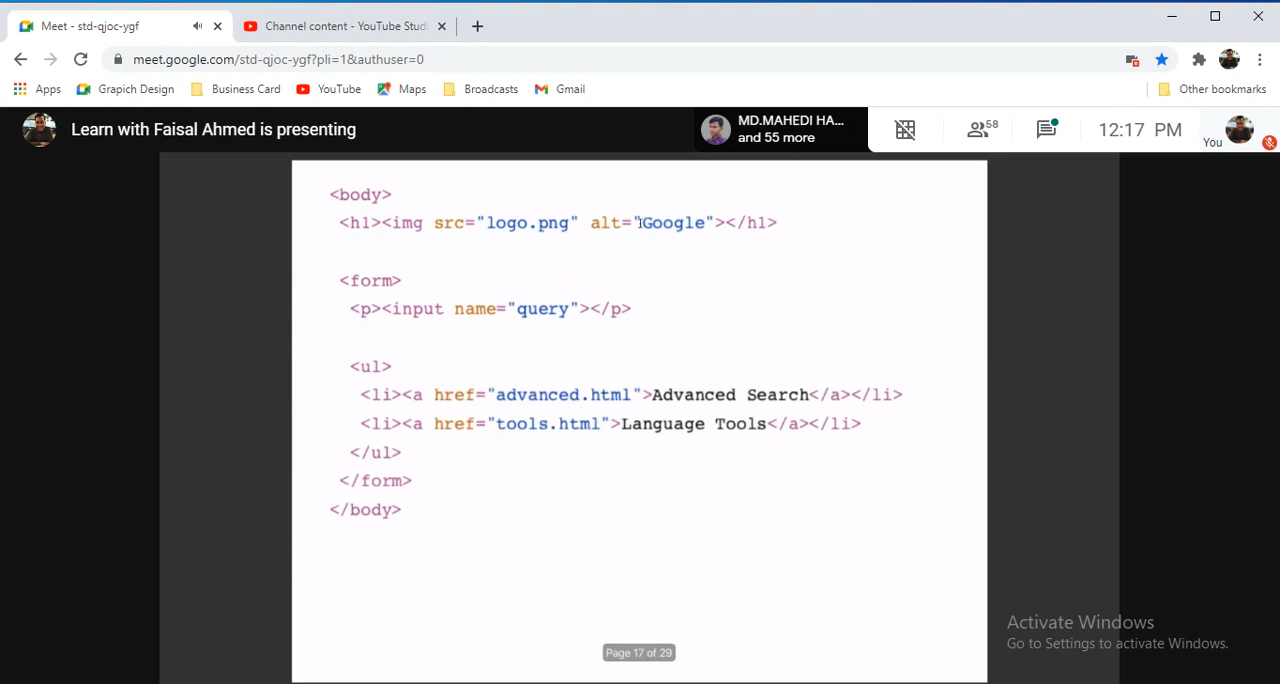 Meet - std-qjoc-ygf
Channel content - YouTube Studi
meet.google.com/std-qjoc-ygf?pli=1&authuser=0
Apps Grapich Design Business Card YouTube Maps Broadcasts Gmail Other bookmarks
Learn with Faisal Ahmed is presenting
MD.MAHEDI HA...
and 55 more
58
12:17 PM
You
<body>
<h1><img src="logo.png" alt="Google"></h1>
<form>
<p><input name="query"></p>
<ul>
<li><a href="advanced.html">Advanced Search</a></li>
<li><a href="tools.html">Language Tools</a></li>
</ul>
</form>
</body>
Activate Windows
Go to Settings to activate Windows.
Page 17 of 29